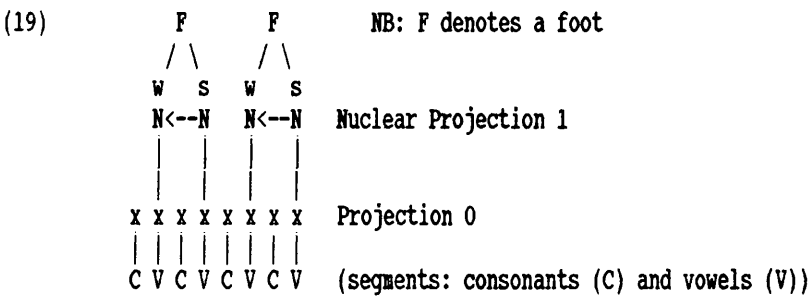 (19) F F NB: F denotes a foot
/ \ / \
W S W S
N<--N N<--N Nuclear Projection 1
| | | |
| | | |
x x x x x x x x Projection 0
| | | | | | | |
C V C V C V C V (segments: consonants (C) and vowels (V))